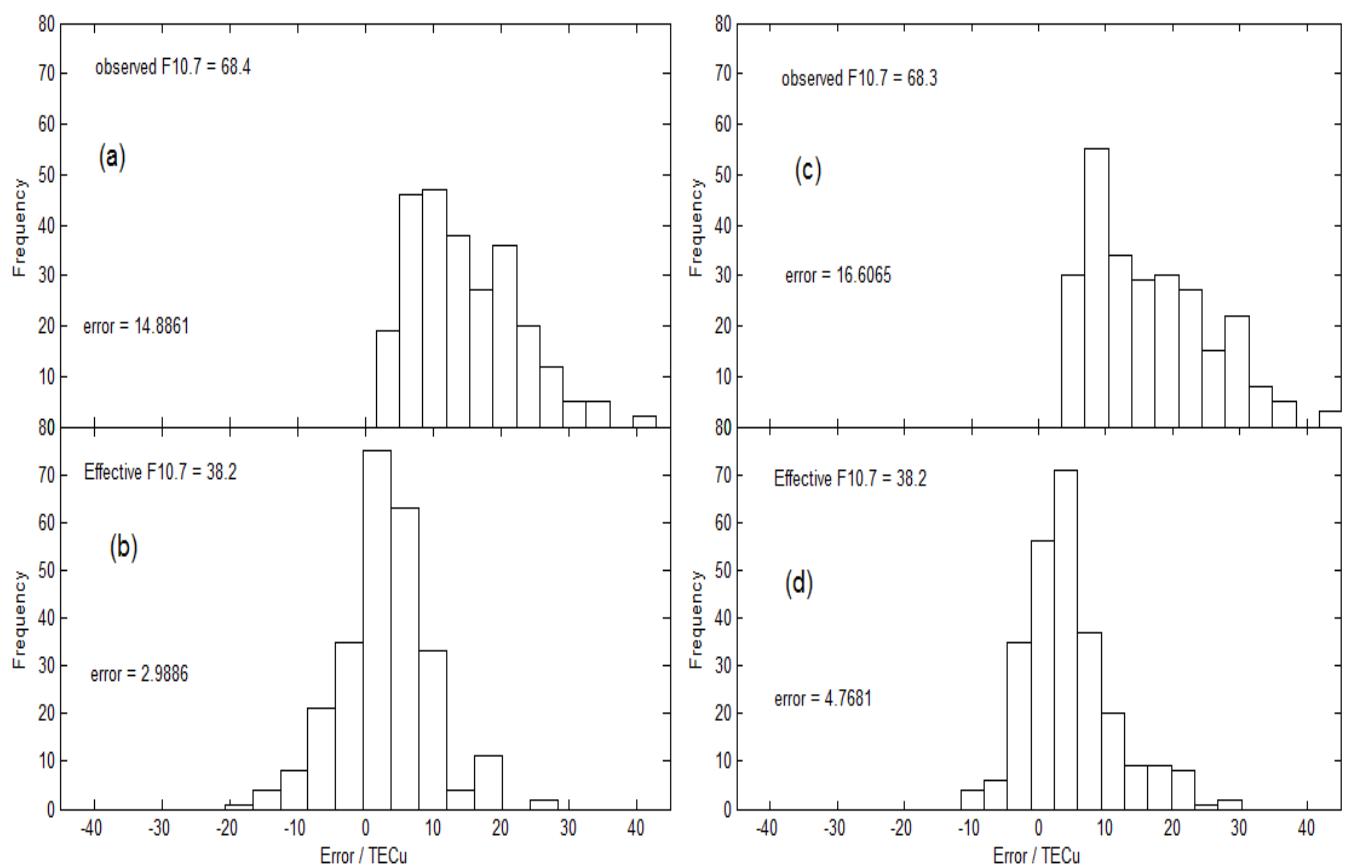 80
70
60
50
40
30
20
10
Frequency
observed F10.7 = 68.4
(a)
error = 14.8861
80
70
60
50
40
30
20
10
0
Frequency
Effective F10.7 = 38.2
(b)
error = 2.9886
-40 -30 -20 -10 0 10 20 30 40
Error / TECu
80
70
60
50
40
30
20
10
Frequency
observed F10.7 = 68.3
(c)
error = 16.6065
80
70
60
50
40
30
20
10
0
Frequency
Effective F10.7 = 38.2
(d)
error = 4.7681
-40 -30 -20 -10 0 10 20 30 40
Error / TECu